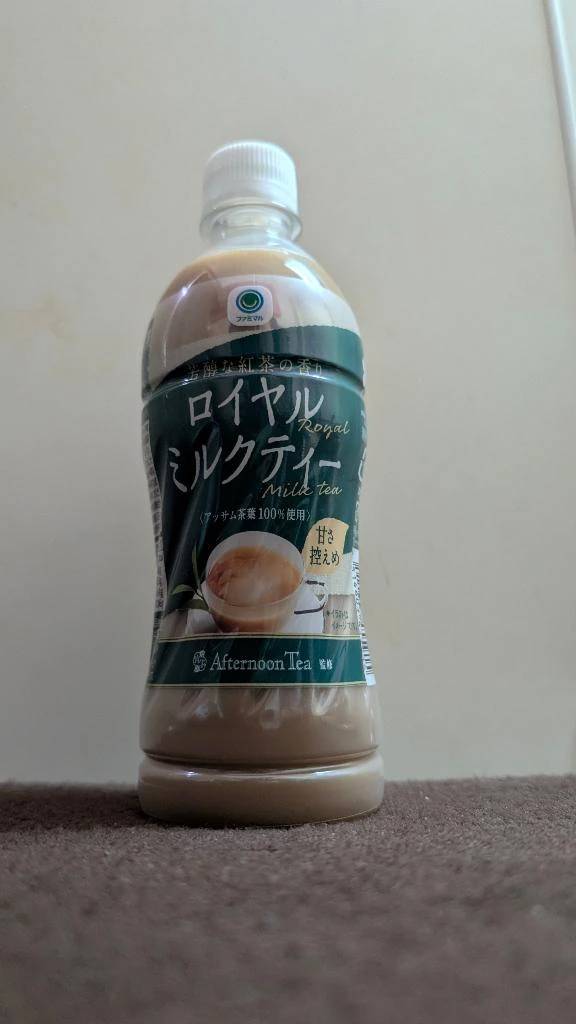 ファミマル
芳醇な紅茶の香り
ロイヤル
Royal
ミルクティー
Milk tea
〈アッサム茶葉100%使用〉
甘さ
控えめ
Afternoon Tea 監修